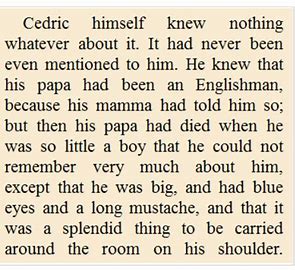 Cedric himself knew nothing
whatever about it. It had never been
even mentioned to him. He knew that
his papa had been an Englishman,
because his mamma had told him so;
but then his papa had died when he
was so little a boy that he could not
remember very much about him,
except that he was big, and had blue
eyes and a long mustache, and that it
was a splendid thing to be carried
around the room on his shoulder.